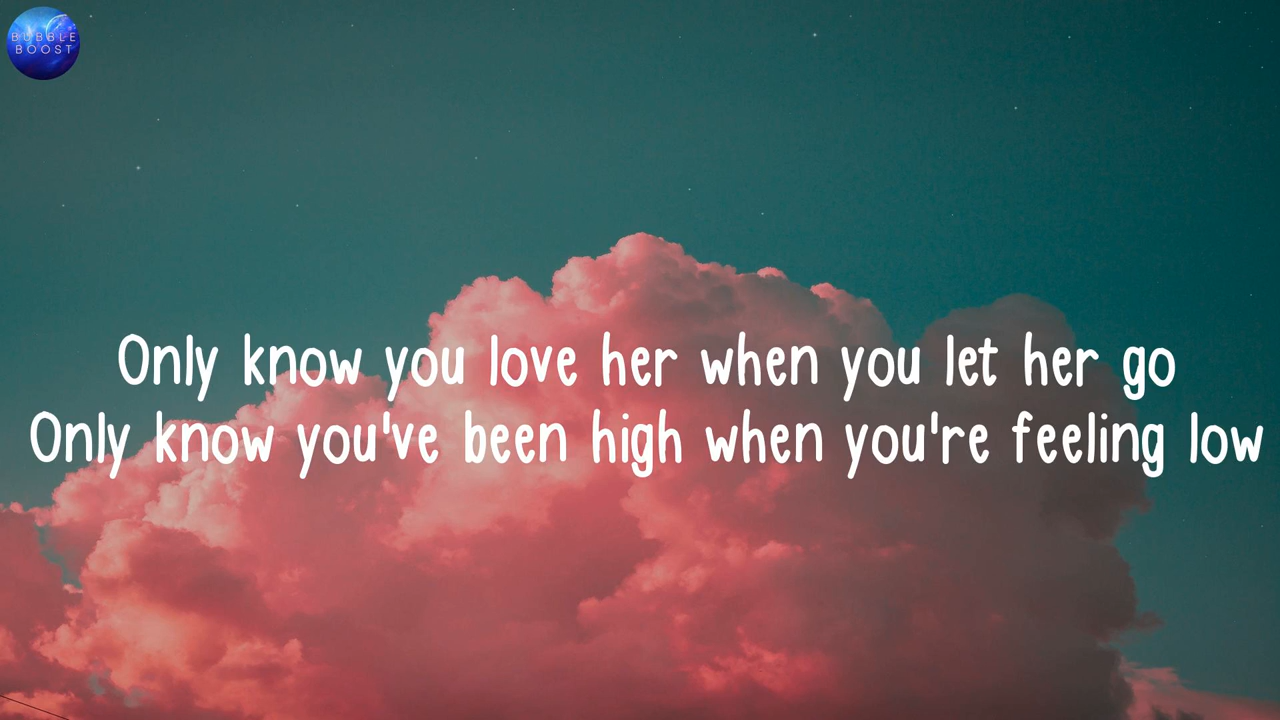 BUBBLE
BOOST
Only know you love her when you let her go
Only know you've been high when you're feeling low